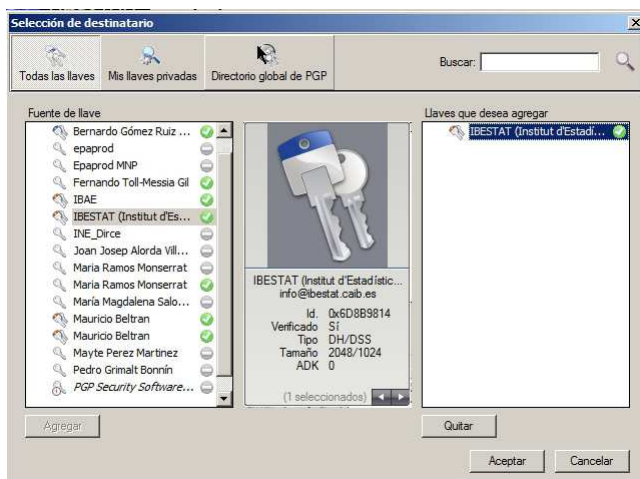 Selección de destinatario
Todas las llaves
Mis llaves privadas
Directorio global de PGP
Buscar:
Fuente de llave
Bernardo Gómez Ruiz ...
epaprod
Epaprod MNP
Fernando Toll-Messia Gil
IBAE
IBESTAT (Institut d'Es...
INE_Dirce
Joan Josep Alorda Vill...
Maria Ramos Monserrat
Maria Ramos Monserrat
María Magdalena Salo...
Mauricio Beltran
Mauricio Beltran
Mayte Perez Martinez
Pedro Grimalt Bonnín
PGP Security Software...
Agregar
IBESTAT (Institut d'Estadístic...
info@ibestat.caib.es
Id. 0x6D8B9814
Verificado Sí
Tipo DH/DSS
Tamaño 2048/1024
ADK 0
(1 seleccionados)
Llaves que desea agregar
IBESTAT (Institut d'Estadí...
Quitar
Aceptar
Cancelar